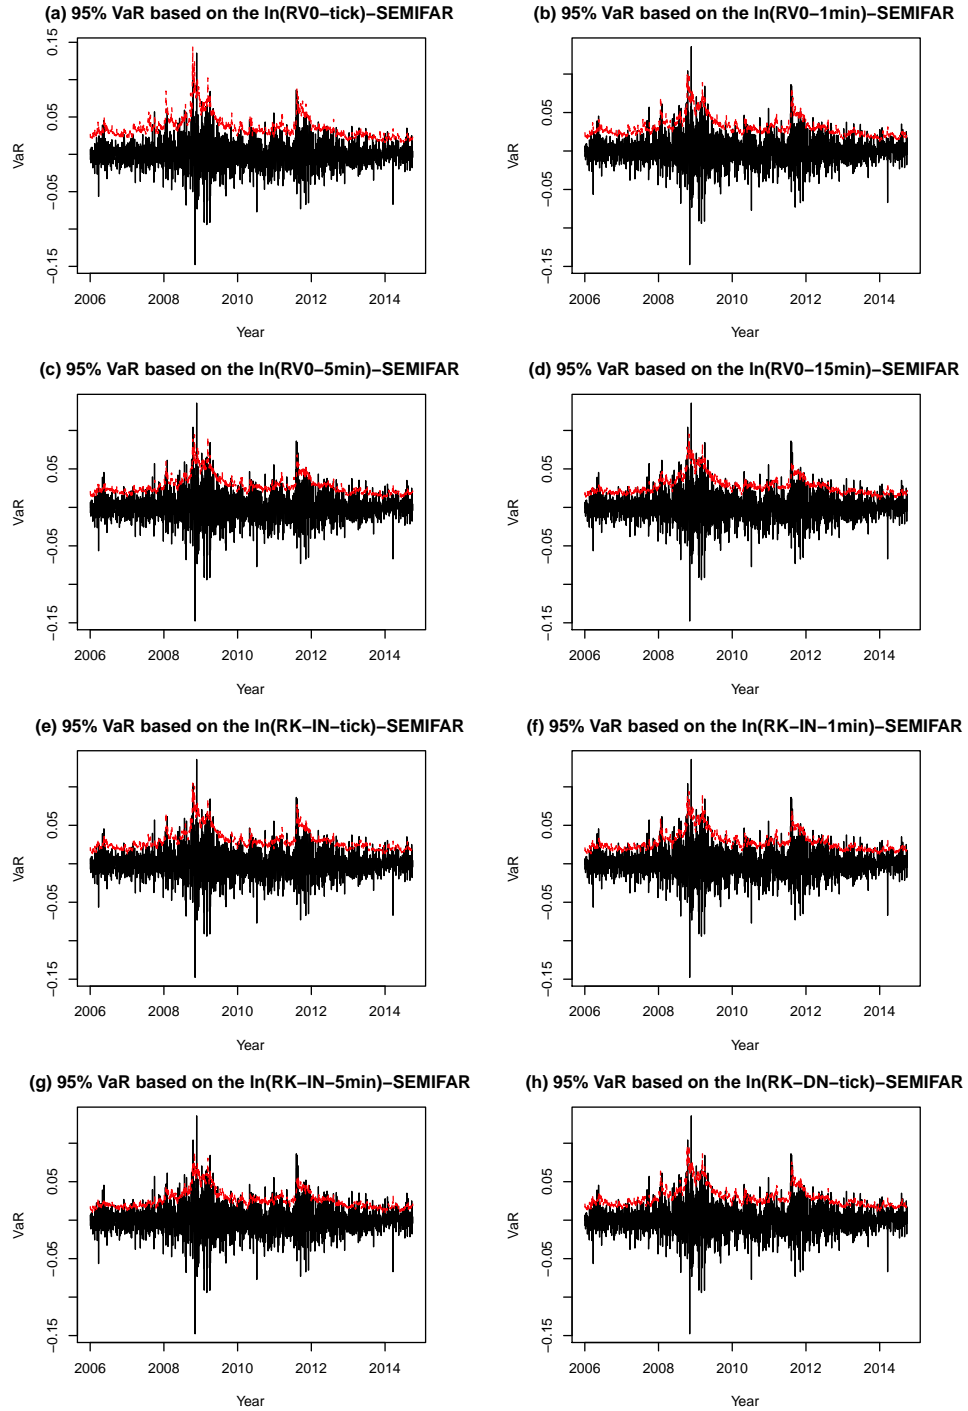 (a) 95% VaR based on the ln(RV0−tick)−SEMIFAR
0.15
0.05
−0.05
−0.15
VaR
2006 2008 2010 2012 2014
Year
(b) 95% VaR based on the ln(RV0−1min)−SEMIFAR
0.05
−0.05
−0.15
VaR
2006 2008 2010 2012 2014
Year
(c) 95% VaR based on the ln(RV0−5min)−SEMIFAR
0.05
−0.05
−0.15
VaR
2006 2008 2010 2012 2014
Year
(d) 95% VaR based on the ln(RV0−15min)−SEMIFAR
0.05
−0.05
−0.15
VaR
2006 2008 2010 2012 2014
Year
(e) 95% VaR based on the ln(RK−IN−tick)−SEMIFAR
0.05
−0.05
−0.15
VaR
2006 2008 2010 2012 2014
Year
(f) 95% VaR based on the ln(RK−IN−1min)−SEMIFAR
0.05
−0.05
−0.15
VaR
2006 2008 2010 2012 2014
Year
(g) 95% VaR based on the ln(RK−IN−5min)−SEMIFAR
0.05
−0.05
−0.15
VaR
2006 2008 2010 2012 2014
Year
(h) 95% VaR based on the ln(RK−DN−tick)−SEMIFAR
0.05
−0.05
−0.15
VaR
2006 2008 2010 2012 2014
Year